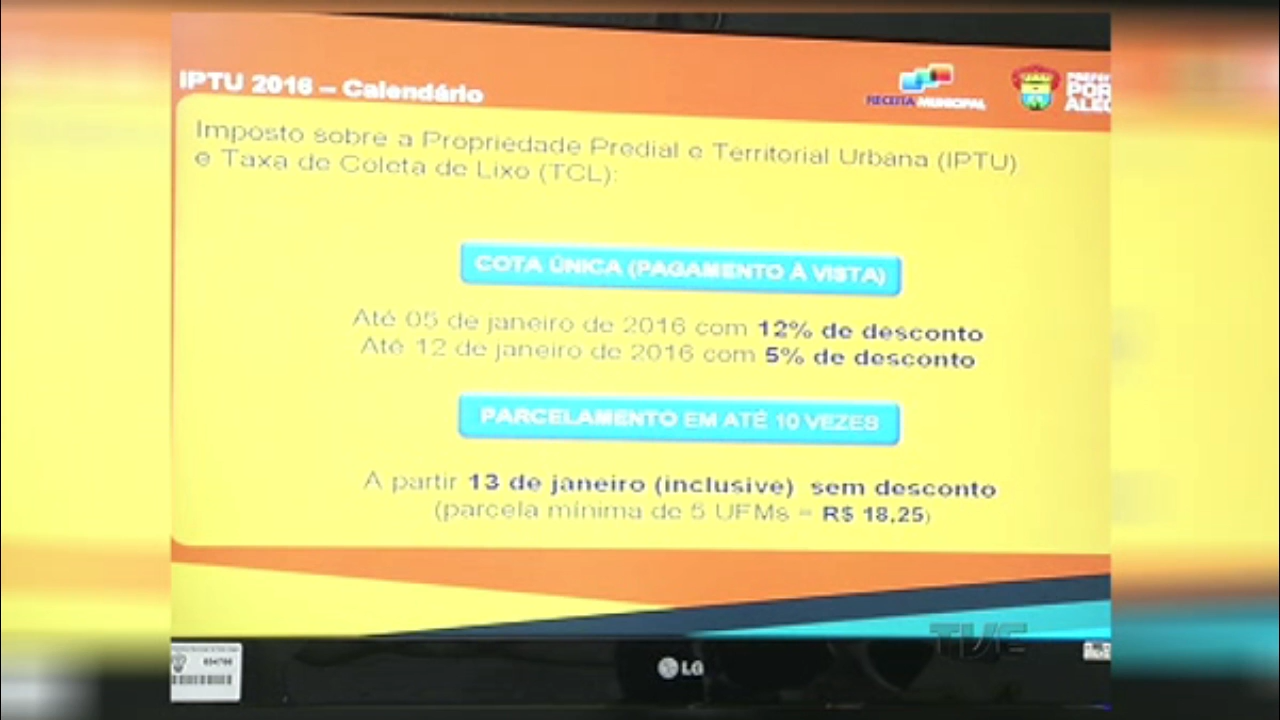 IPTU 2016 – Calendário
RECEITA MUNICIPAL
POR
ALEG
Imposto sobre a Propriedade Predial e Territorial Urbana (IPTU)
e Taxa de Coleta de Lixo (TCL):
COTA ÚNICA (PAGAMENTO À VISTA)
Até 05 de janeiro de 2016 com 12% de desconto
Até 12 de janeiro de 2016 com 5% de desconto
PARCELAMENTO EM ATÉ 10 VEZES
A partir 13 de janeiro (inclusive) sem desconto
(parcela mínima de 5 UFMs = R$ 18,25)
TVE
LG